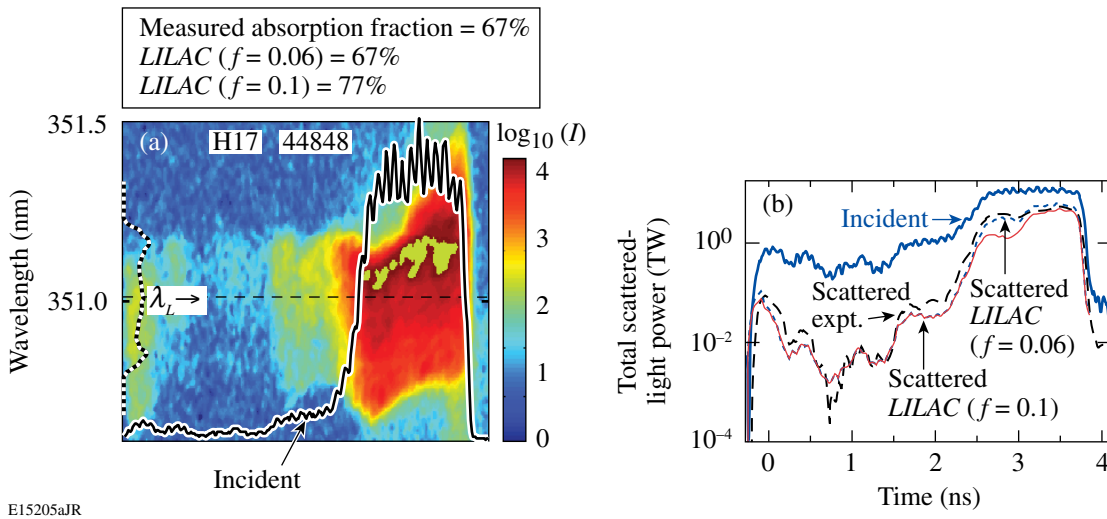 Measured absorption fraction = 67%
LILAC (f = 0.06) = 67%
LILAC (f = 0.1) = 77%
(a) H17 44848
351.5
351.0
Wavelength (nm)
λL→
Incident
log10 (I)
4
3
2
1
0
(b)
Incident
Scattered
expt.
Scattered
LILAC
(f = 0.06)
Scattered
LILAC (f = 0.1)
Total scattered-
light power (TW)
10^0
10^–2
10^–4
0 1 2 3 4
Time (ns)
E15205aJR